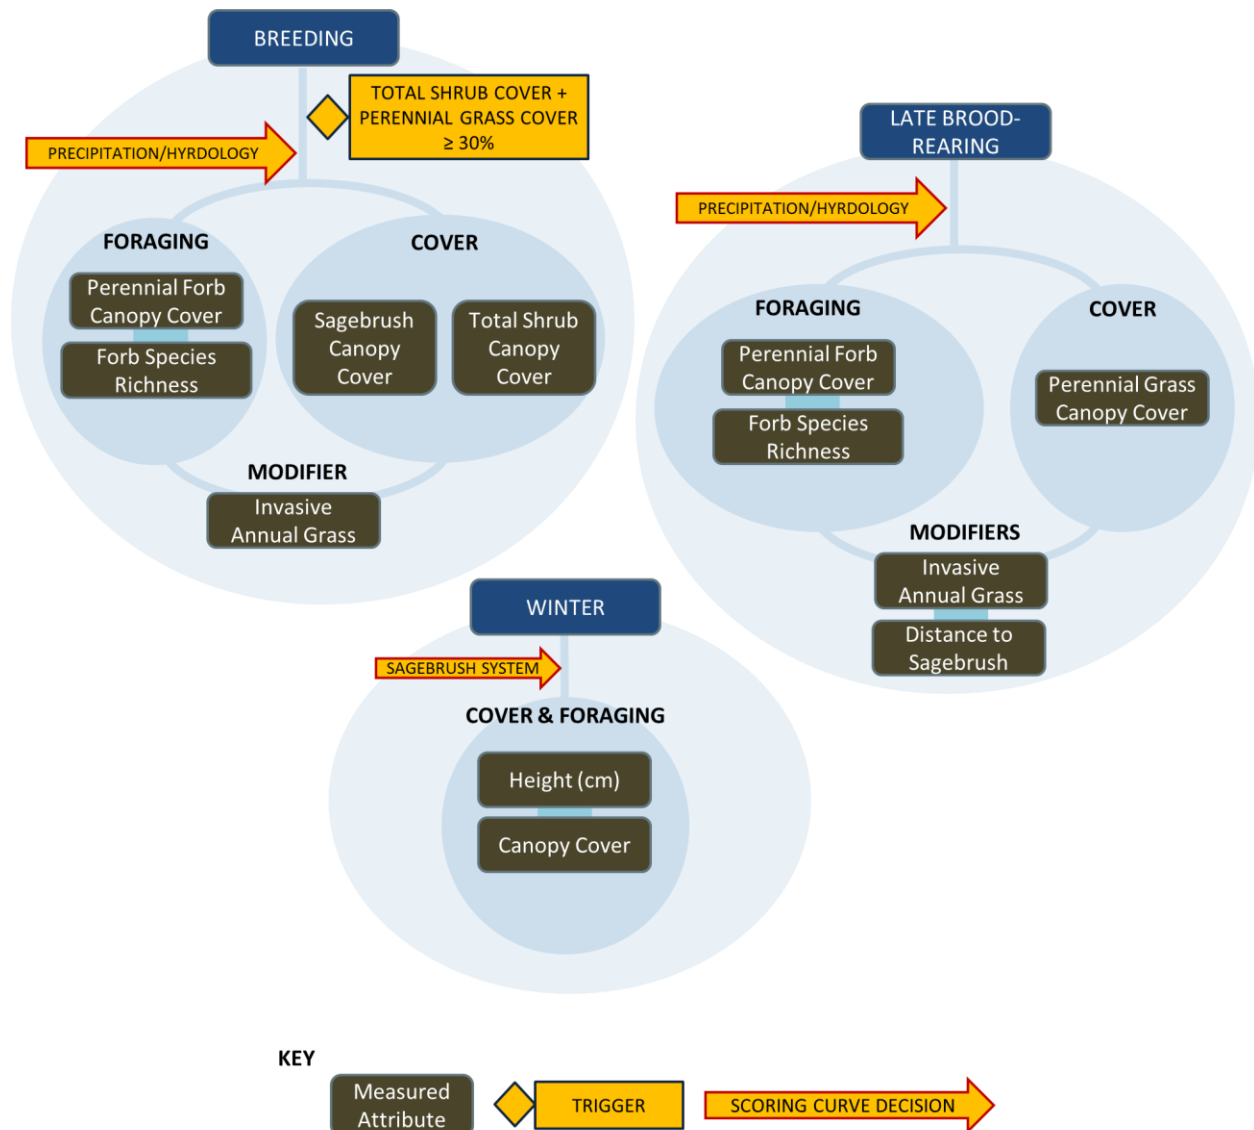 BREEDING
TOTAL SHRUB COVER +
PERENNIAL GRASS COVER
≥ 30%
PRECIPITATION/HYRDOLOGY
FORAGING
Perennial Forb
Canopy Cover
Forb Species
Richness
COVER
Sagebrush
Canopy
Cover
Total Shrub
Canopy
Cover
MODIFIER
Invasive
Annual Grass
LATE BROOD-
REARING
PRECIPITATION/HYRDOLOGY
FORAGING
Perennial Forb
Canopy Cover
Forb Species
Richness
COVER
Perennial Grass
Canopy Cover
MODIFIERS
Invasive
Annual Grass
Distance to
Sagebrush
WINTER
SAGEBRUSH SYSTEM
COVER & FORAGING
Height (cm)
Canopy Cover
KEY
Measured
Attribute
TRIGGER
SCORING CURVE DECISION